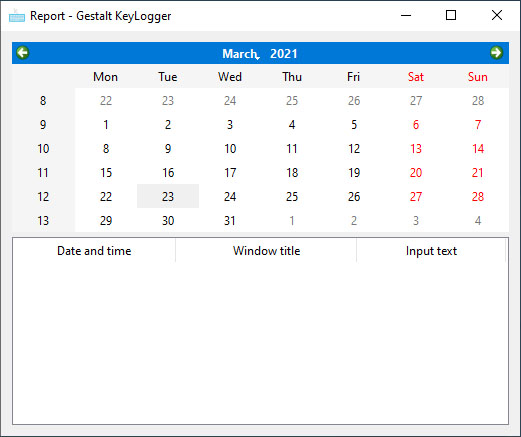 Report - Gestalt KeyLogger
March, 2021
Mon Tue Wed Thu Fri Sat Sun
8 22 23 24 25 26 27 28
9 1 2 3 4 5 6 7
10 8 9 10 11 12 13 14
11 15 16 17 18 19 20 21
12 22 23 24 25 26 27 28
13 29 30 31 1 2 3 4
Date and time Window title Input text